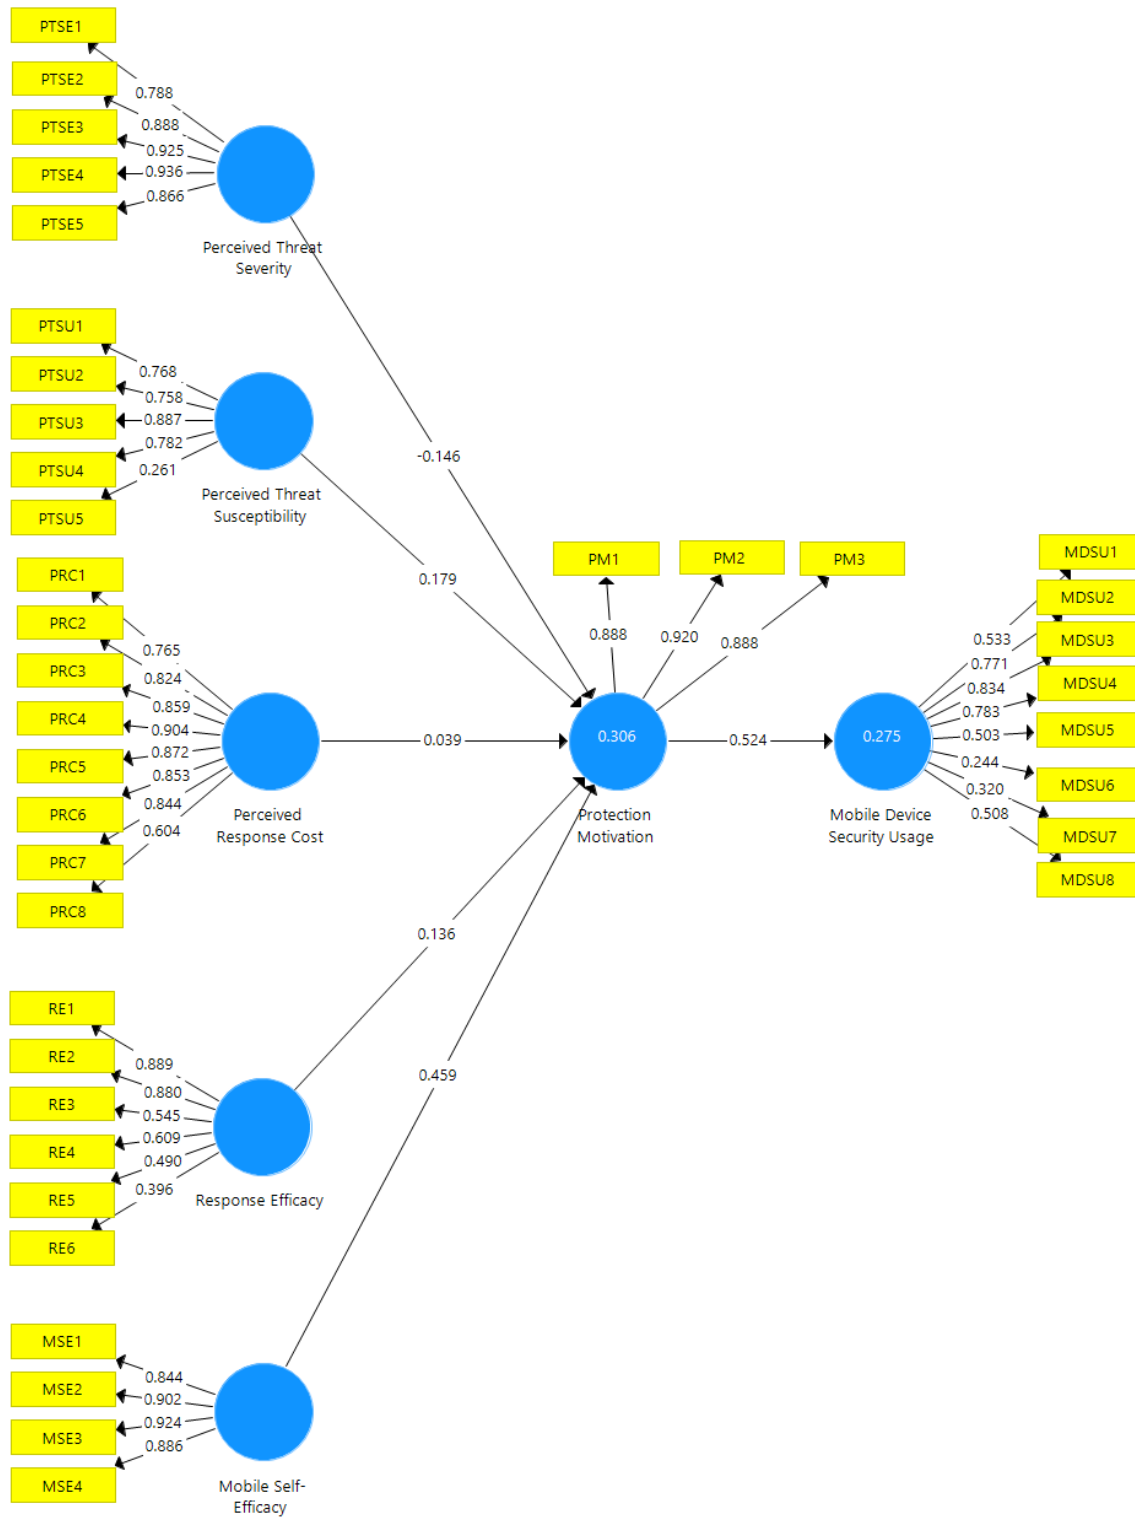 PTSE1
PTSE2
PTSE3
PTSE4
PTSE5
0.788
0.888
0.925
0.936
0.866
Perceived Threat
Severity
-0.146
PTSU1
PTSU2
PTSU3
PTSU4
PTSU5
0.768
0.758
0.887
0.782
0.261
Perceived Threat
Susceptibility
0.179
PRC1
PRC2
PRC3
PRC4
PRC5
PRC6
PRC7
PRC8
0.765
0.824
0.859
0.904
0.872
0.853
0.844
0.604
Perceived
Response Cost
0.039
PM1
PM2
PM3
0.888
0.920
0.888
0.306
Protection
Motivation
0.524
0.275
Mobile Device
Security Usage
0.533
0.771
0.834
0.783
0.503
0.244
0.320
0.508
MDSU1
MDSU2
MDSU3
MDSU4
MDSU5
MDSU6
MDSU7
MDSU8
RE1
RE2
RE3
RE4
RE5
RE6
0.889
0.880
0.545
0.609
0.490
0.396
Response Efficacy
0.136
MSE1
MSE2
MSE3
MSE4
0.844
0.902
0.924
0.886
Mobile Self-
Efficacy
0.459